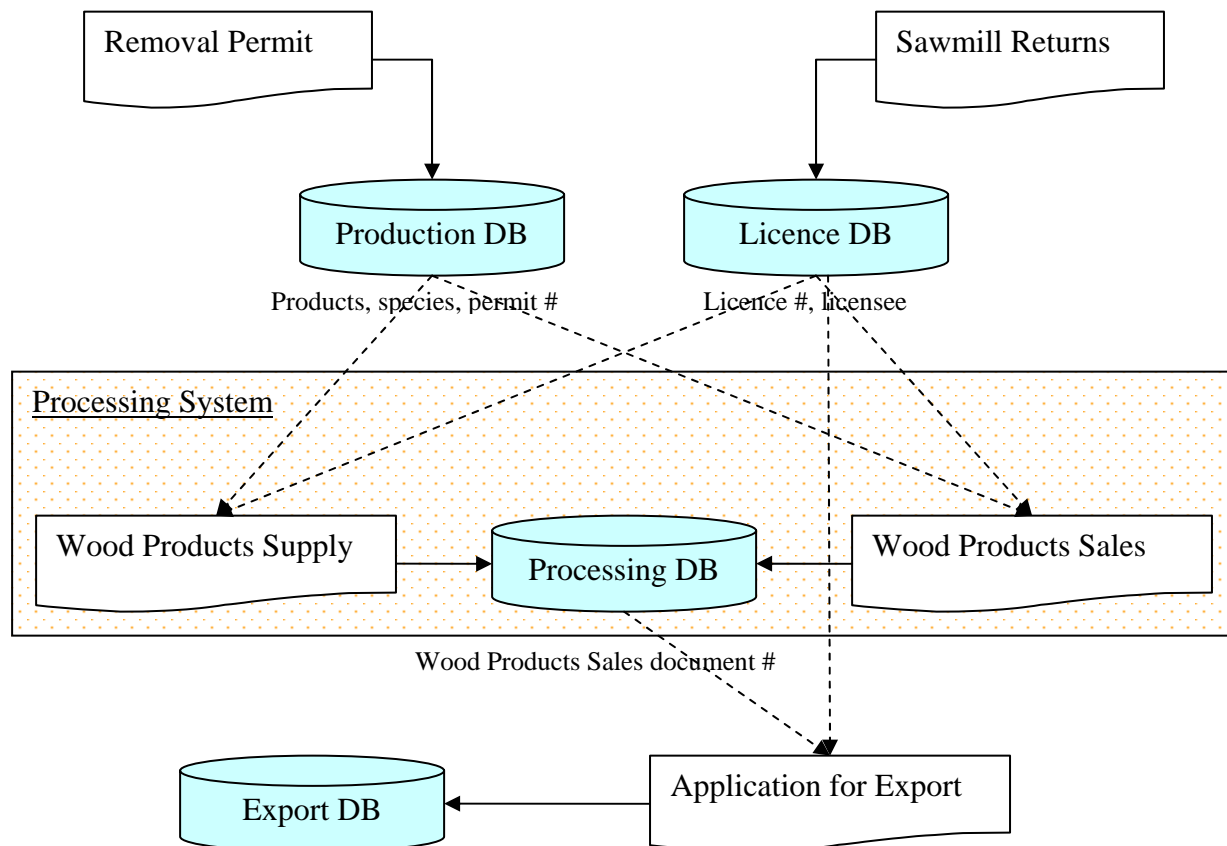 Removal Permit
Sawmill Returns
Production DB
Licence DB
Products, species, permit #
Licence #, licensee
Processing System
Wood Products Supply
Processing DB
Wood Products Sales
Wood Products Sales document #
Export DB
Application for Export